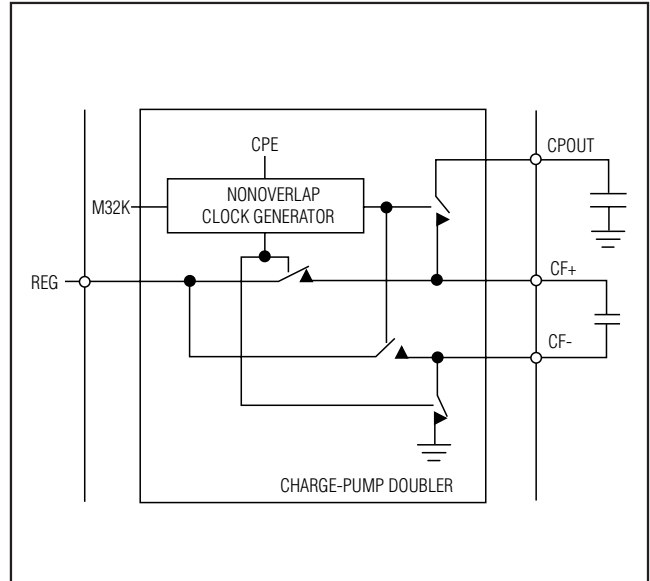 CPE
CPOUT
NONOVERLAP
CLOCK GENERATOR
M32K
REG
CF+
CF-
CHARGE-PUMP DOUBLER